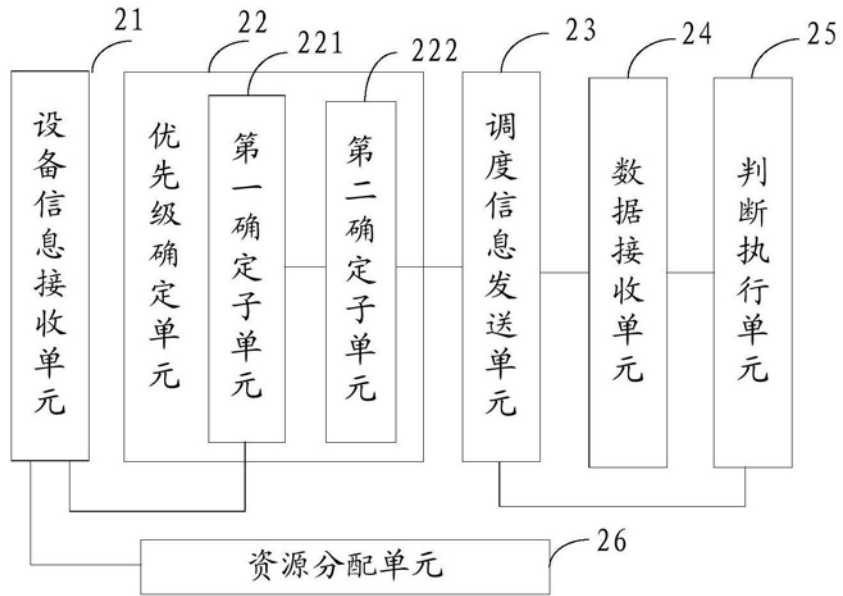 21
22
221
222
23
24
25
设备信息接收单元
优先级确定单元
第一确定子单元
第二确定子单元
调度信息发送单元
数据接收单元
判断执行单元
资源分配单元
26